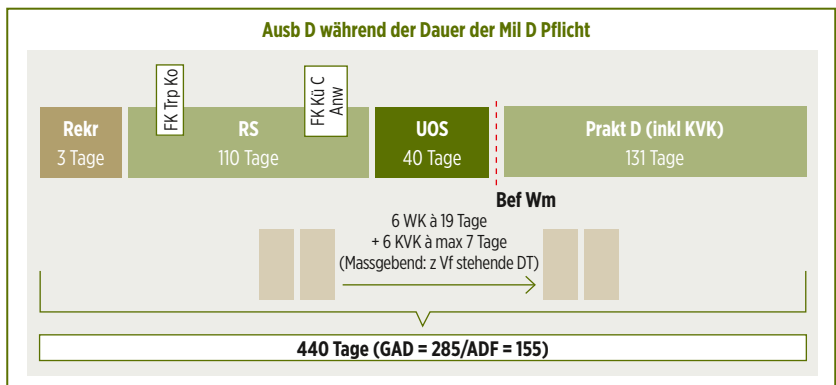 Ausb D während der Dauer der Mil D Pflicht
FK Trp Ko
FK Kü C
Anw
Rekr
3 Tage
RS
110 Tage
UOS
40 Tage
Prakt D (inkl KVK)
131 Tage
Bef Wm
6 WK à 19 Tage
+ 6 KVK à max 7 Tage
(Massgebend: z Vf stehende DT)
440 Tage (GAD = 285/ADF = 155)